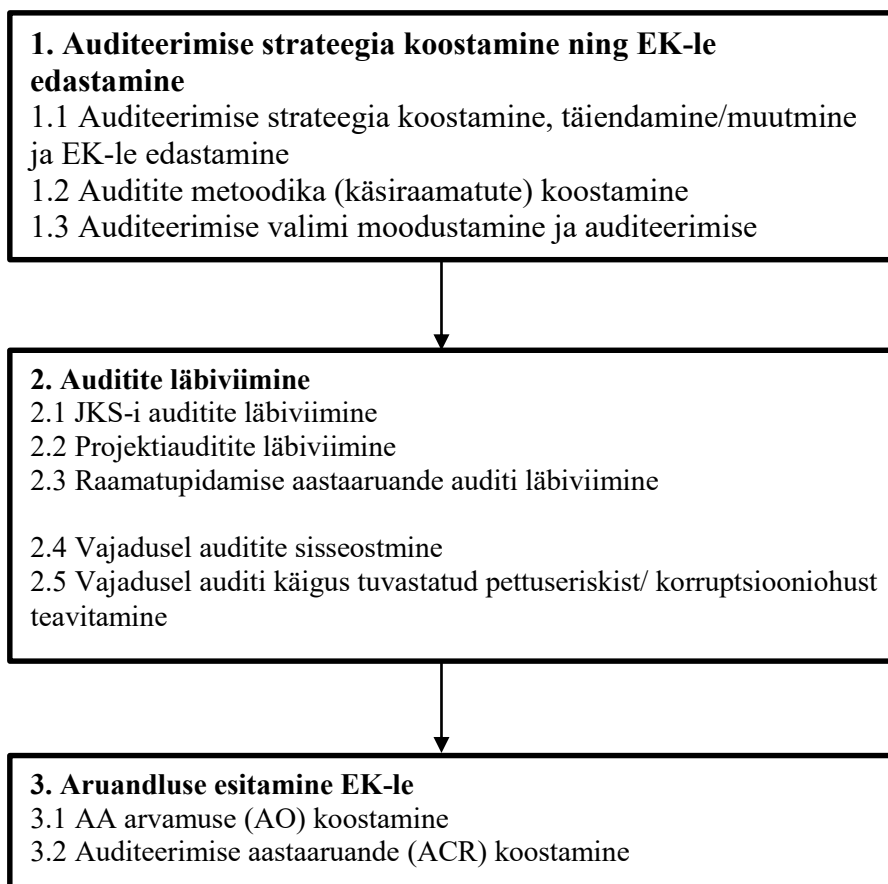 1. Auditeerimise strateegia koostamine ning EK-le
edastamine
1.1 Auditeerimise strateegia koostamine, täiendamine/muutmine
ja EK-le edastamine
1.2 Auditite metoodika (käsiraamatute) koostamine
1.3 Auditeerimise valimi moodustamine ja auditeerimise
2. Auditite läbiviimine
2.1 JKS-i auditite läbiviimine
2.2 Projektiauditite läbiviimine
2.3 Raamatupidamise aastaaruande auditi läbiviimine
2.4 Vajadusel auditite sisseostmine
2.5 Vajadusel auditi käigus tuvastatud pettuseriskist/ korruptsiooniohust
teavitamine
3. Aruandluse esitamine EK-le
3.1 AA arvamuse (AO) koostamine
3.2 Auditeerimise aastaaruande (ACR) koostamine